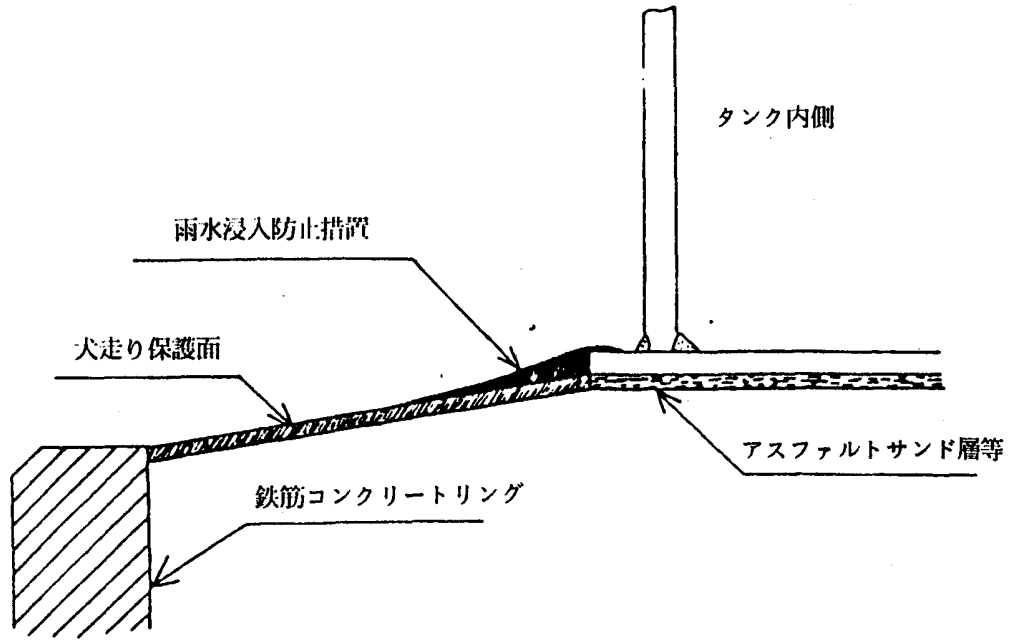 タンク内側
雨水浸入防止措置
犬走り保護面
アスファルトサンド層等
鉄筋コンクリートリング